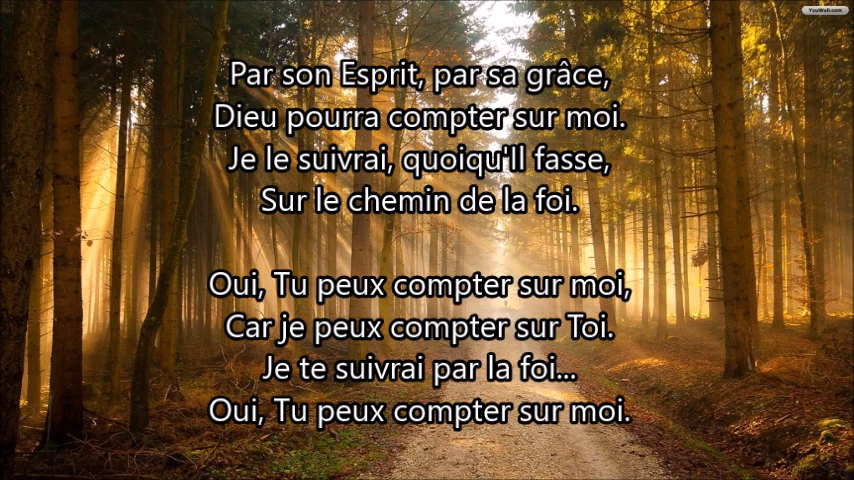 YouWall.com
Par son Esprit, par sa grâce,
Dieu pourra compter sur moi.
Je le suivrai, quoiqu'Il fasse,
Sur le chemin de la foi.
Oui, Tu peux compter sur moi,
Car je peux compter sur Toi.
Je te suivrai par la foi...
Oui, Tu peux compter sur moi.